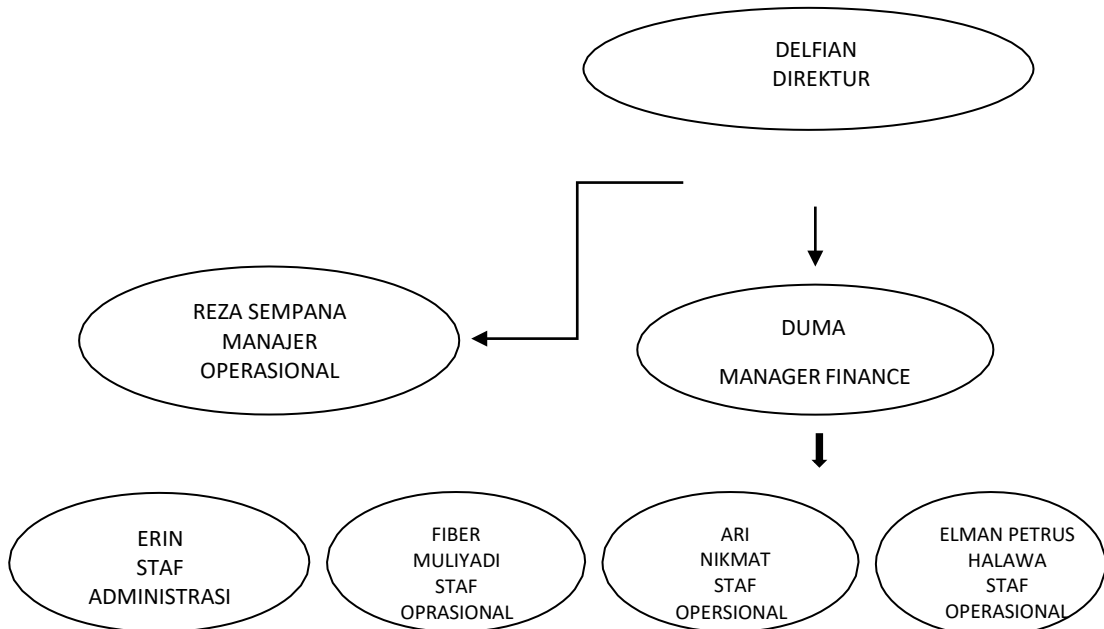 DELFIAN
DIREKTUR
REZA SEMPANA
MANAJER
OPERASIONAL
DUMA
MANAGER FINANCE
ERIN
STAF
ADMINISTRASI
FIBER
MULIYADI
STAF
OPRASIONAL
ARI
NIKMAT
STAF
OPERSIONAL
ELMAN PETRUS
HALAWA
STAF
OPERASIONAL